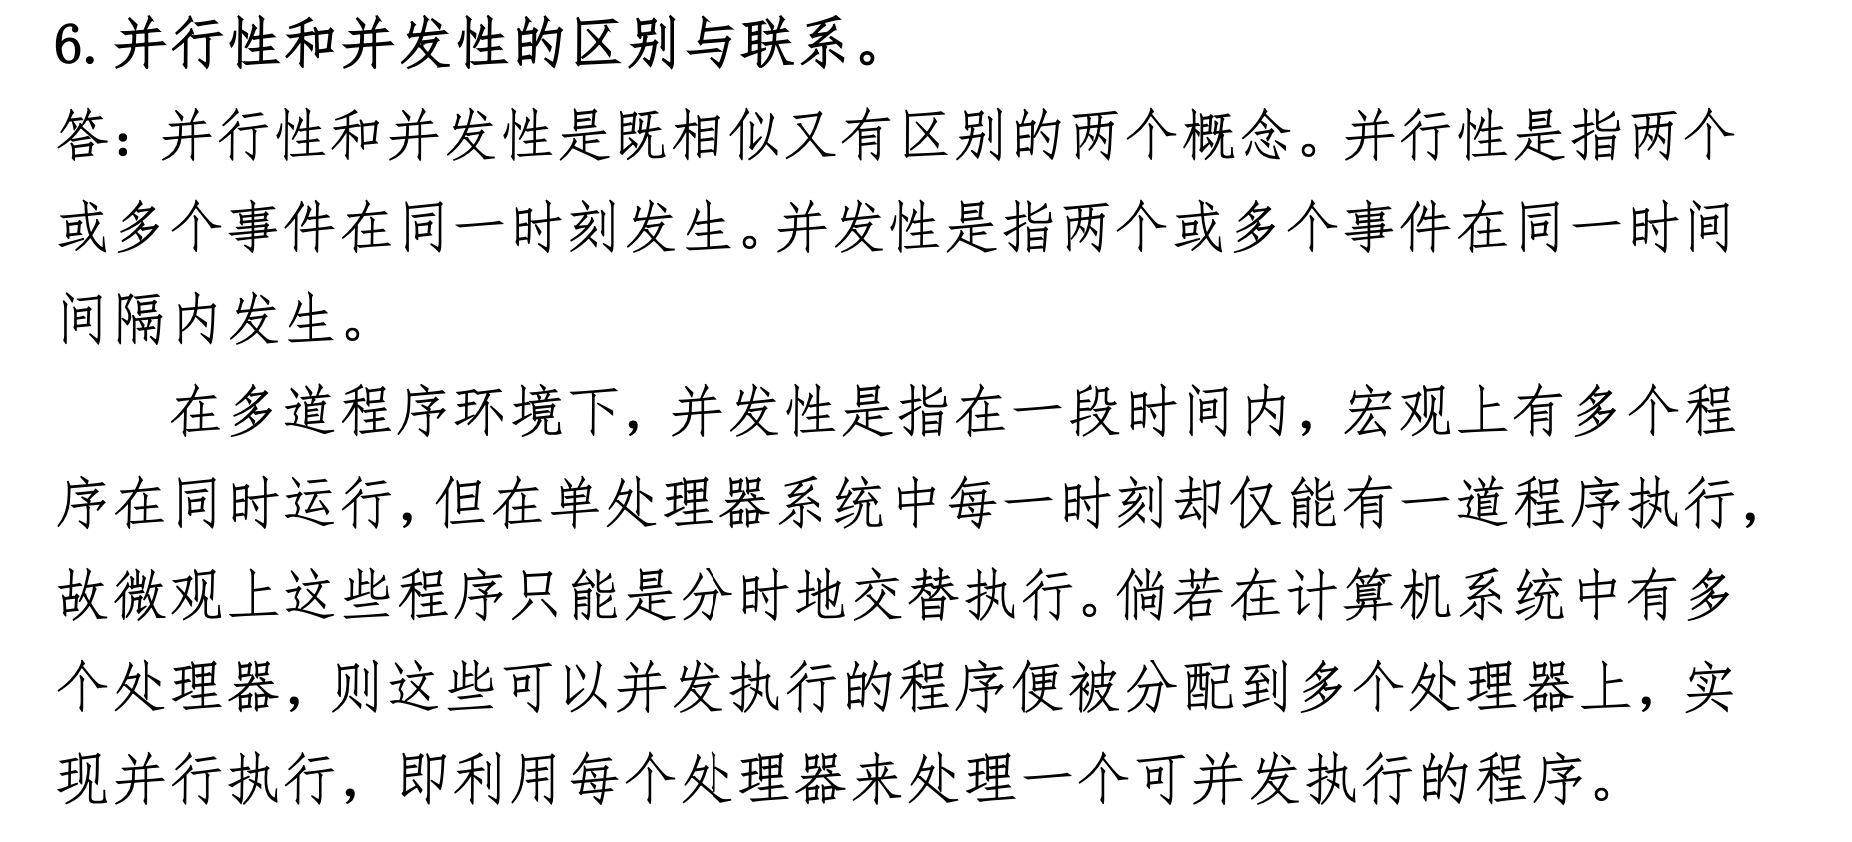 6. 并行性和并发性的区别与联系。
答：并行性和并发性是既相似又有区别的两个概念。并行性是指两个
或多个事件在同一时刻发生。并发性是指两个或多个事件在同一时间
间隔内发生。
在多道程序环境下，并发性是指在一段时间内，宏观上有多个程
序在同时运行，但在单处理器系统中每一时刻却仅能有一道程序执行，
故微观上这些程序只能是分时地交替执行。倘若在计算机系统中有多
个处理器，则这些可以并发执行的程序便被分配到多个处理器上，实
现并行执行，即利用每个处理器来处理一个可并发执行的程序。